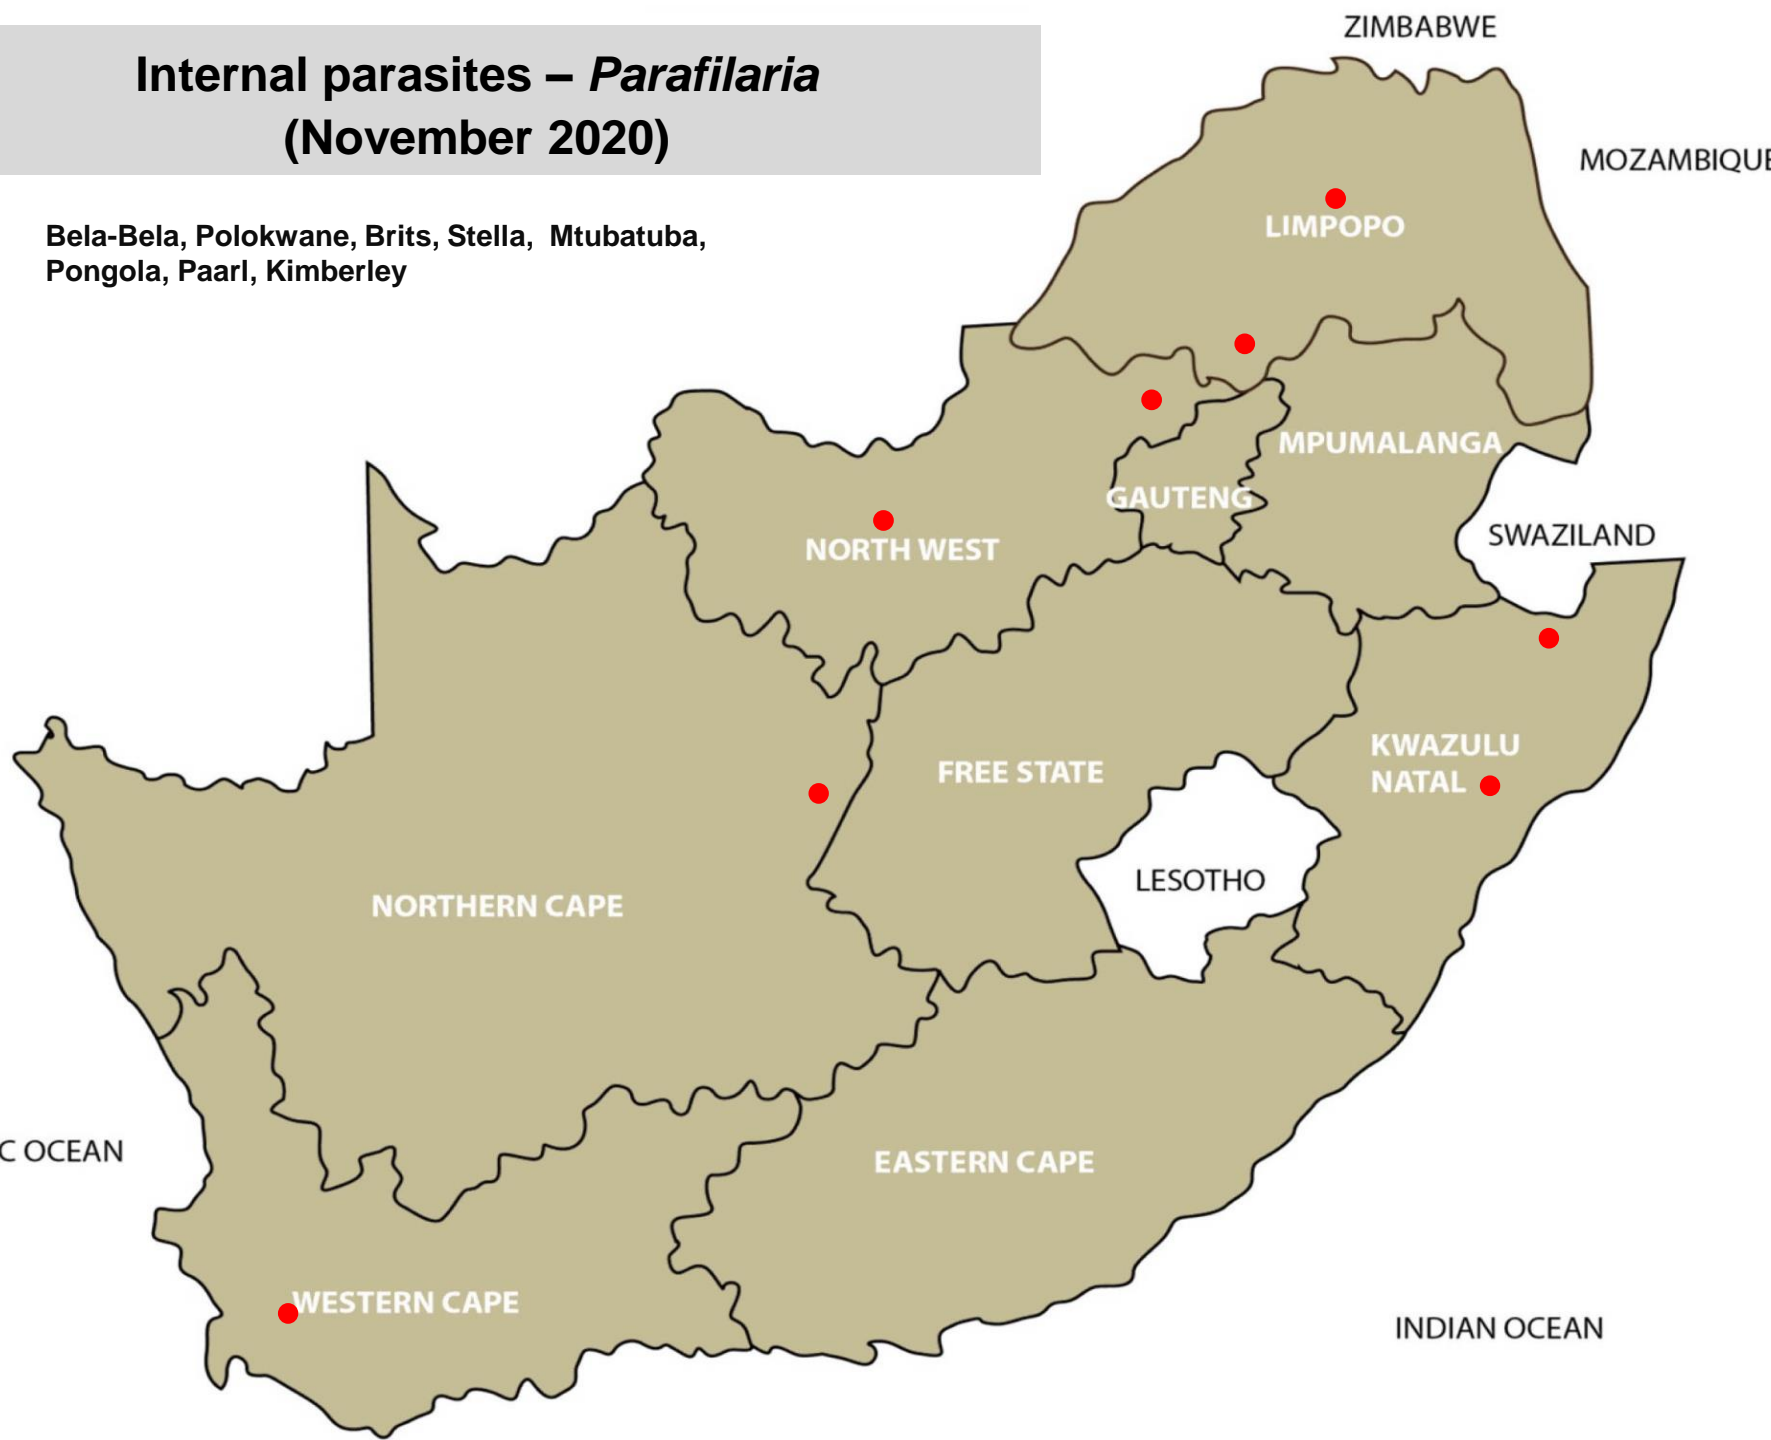 Internal parasites – Parafilaria
(November 2020)
Bela-Bela, Polokwane, Brits, Stella, Mtubatuba,
Pongola, Paarl, Kimberley
ZIMBABWE
MOZAMBIQUE
LIMPOPO
MPUMALANGA
GAUTENG
SWAZILAND
NORTH WEST
KWAZULU
NATAL
FREE STATE
LESOTHO
NORTHERN CAPE
C OCEAN
EASTERN CAPE
WESTERN CAPE
INDIAN OCEAN